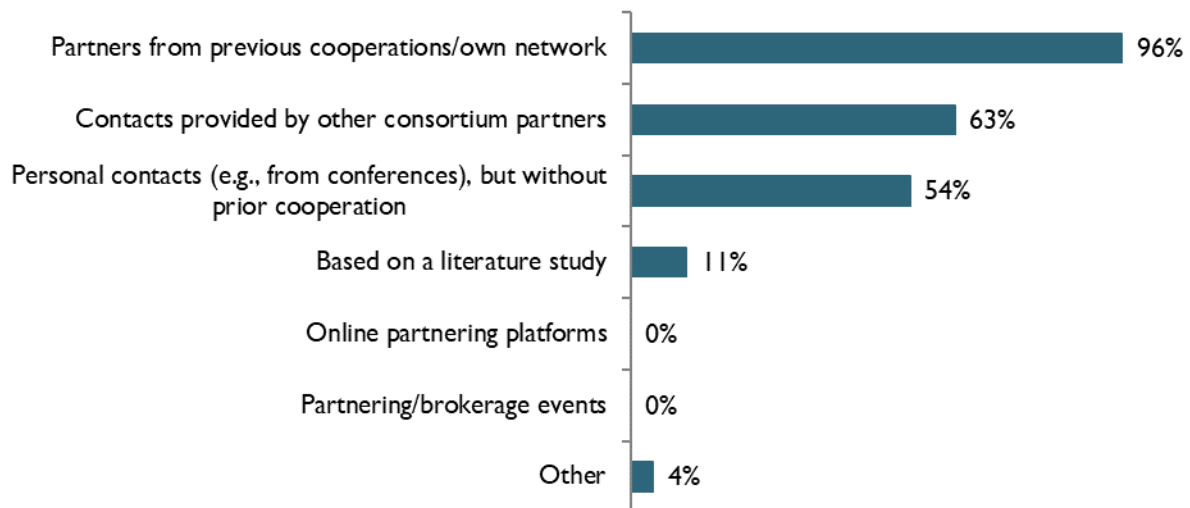 Partners from previous cooperations/own network
96%
Contacts provided by other consortium partners
63%
Personal contacts (e.g., from conferences), but without
prior cooperation
54%
Based on a literature study
11%
Online partnering platforms
0%
Partnering/brokerage events
0%
Other
4%